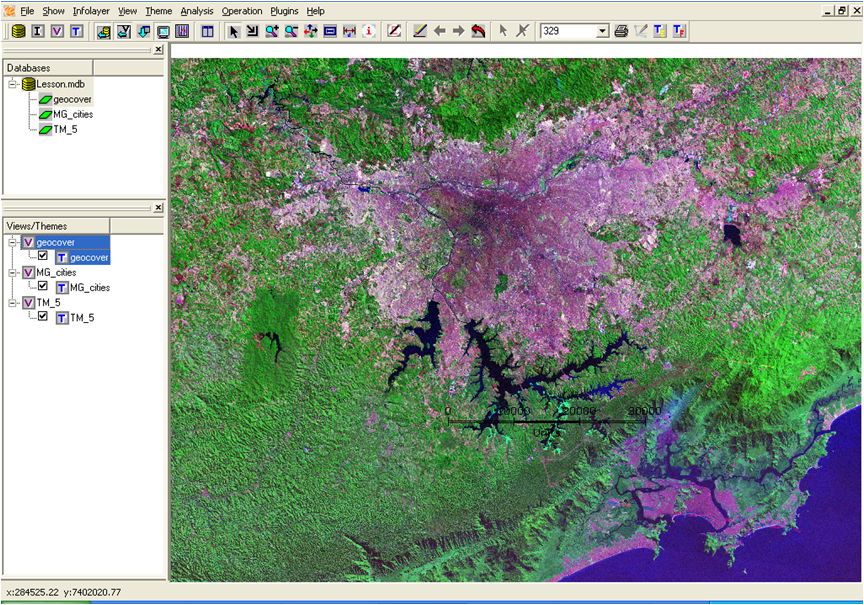 File Show Infolayer View Theme Analysis Operation Plugins Help
I V T 329
Databases
Lesson.mdb
geocover
MG_cities
TM_5
Views/Themes
V geocover
T geocover
V MG_cities
T MG_cities
V TM_5
T TM_5
0 10000 20000 30000
x:284525.22 y:7402020.77